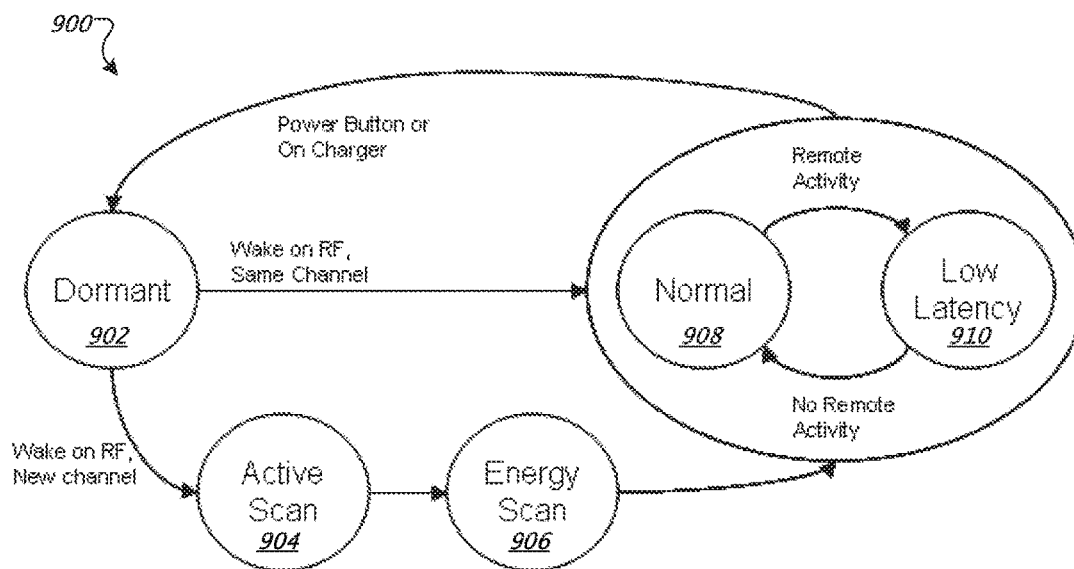 900
Power Button or
On Charger
Remote
Activity
Wake on RF,
Same Channel
Dormant
902
Normal
908
Low
Latency
910
No Remote
Activity
Wake on RF,
New channel
Active
Scan
904
Energy
Scan
906